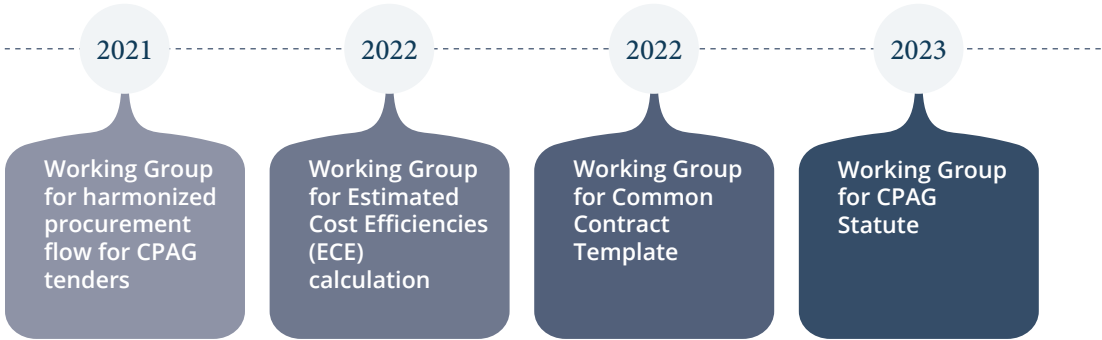 2021
Working Group
for harmonized
procurement
flow for CPAG
tenders
2022
Working Group
for Estimated
Cost Efficiencies
(ECE)
calculation
2022
Working Group
for Common
Contract
Template
2023
Working Group
for CPAG
Statute